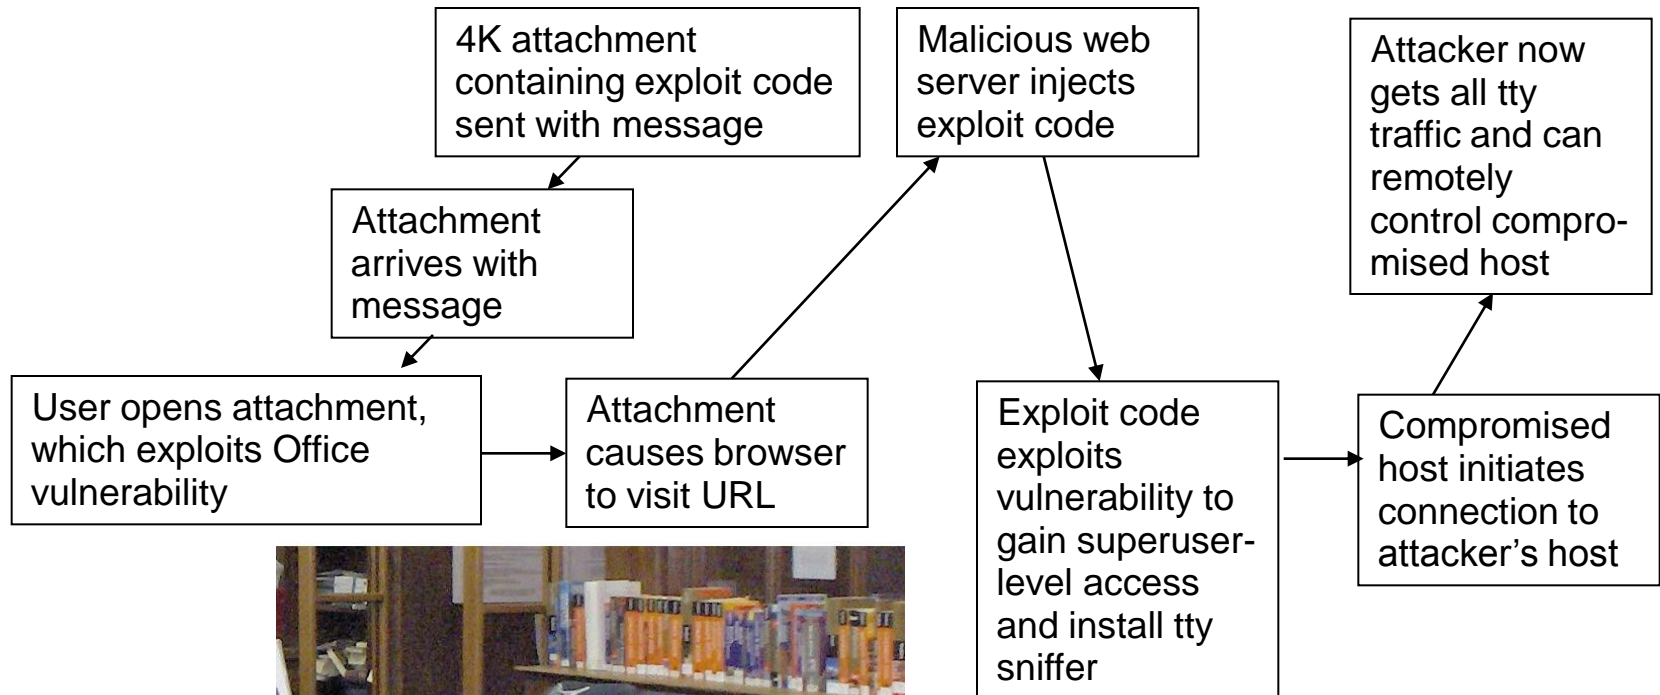 4K attachment
containing exploit code
sent with message
Attachment
arrives with
message
User opens attachment,
which exploits Office
vulnerability
Attachment
causes browser
to visit URL
Malicious web
server injects
exploit code
Exploit code
exploits
vulnerability to
gain superuser-
level access
and install tty
sniffer
Compromised
host initiates
connection to
attacker’s host
Attacker now
gets all tty
traffic and can
remotely
control compro-
mised host